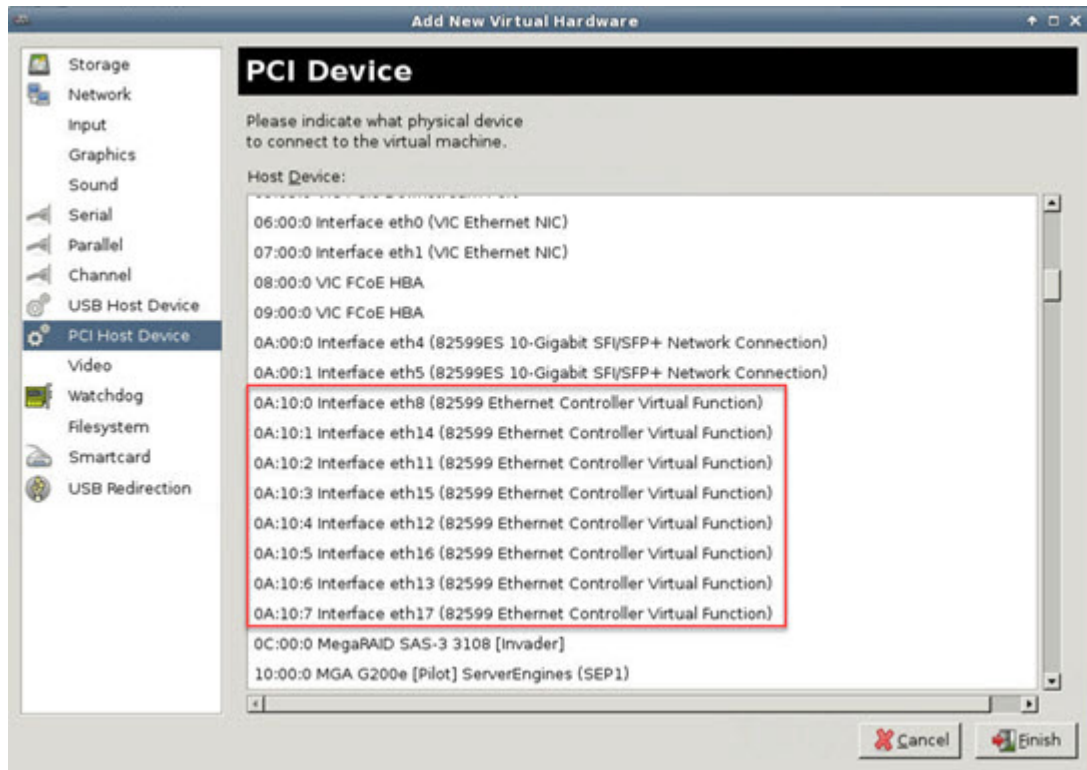 Add New Virtual Hardware
Storage
Network
Input
Graphics
Sound
Serial
Parallel
Channel
USB Host Device
PCI Host Device
Video
Watchdog
Filesystem
Smartcard
USB Redirection
PCI Device
Please indicate what physical device
to connect to the virtual machine.
Host Device:
06:00:0 Interface eth0 (VIC Ethernet NIC)
07:00:0 Interface eth1 (VIC Ethernet NIC)
08:00:0 VIC FCoE HBA
09:00:0 VIC FCoE HBA
0A:00:0 Interface eth4 (82599ES 10-Gigabit SFI/SFP+ Network Connection)
0A:00:1 Interface eth5 (82599ES 10-Gigabit SFI/SFP+ Network Connection)
0A:10:0 Interface eth8 (82599 Ethernet Controller Virtual Function)
0A:10:1 Interface eth14 (82599 Ethernet Controller Virtual Function)
0A:10:2 Interface eth11 (82599 Ethernet Controller Virtual Function)
0A:10:3 Interface eth15 (82599 Ethernet Controller Virtual Function)
0A:10:4 Interface eth12 (82599 Ethernet Controller Virtual Function)
0A:10:5 Interface eth16 (82599 Ethernet Controller Virtual Function)
0A:10:6 Interface eth13 (82599 Ethernet Controller Virtual Function)
0A:10:7 Interface eth17 (82599 Ethernet Controller Virtual Function)
0C:00:0 MegaRAID SAS-3 3108 [Invader]
10:00:0 MGA G200e [Pilot] ServerEngines (SEP1)
Cancel
Finish